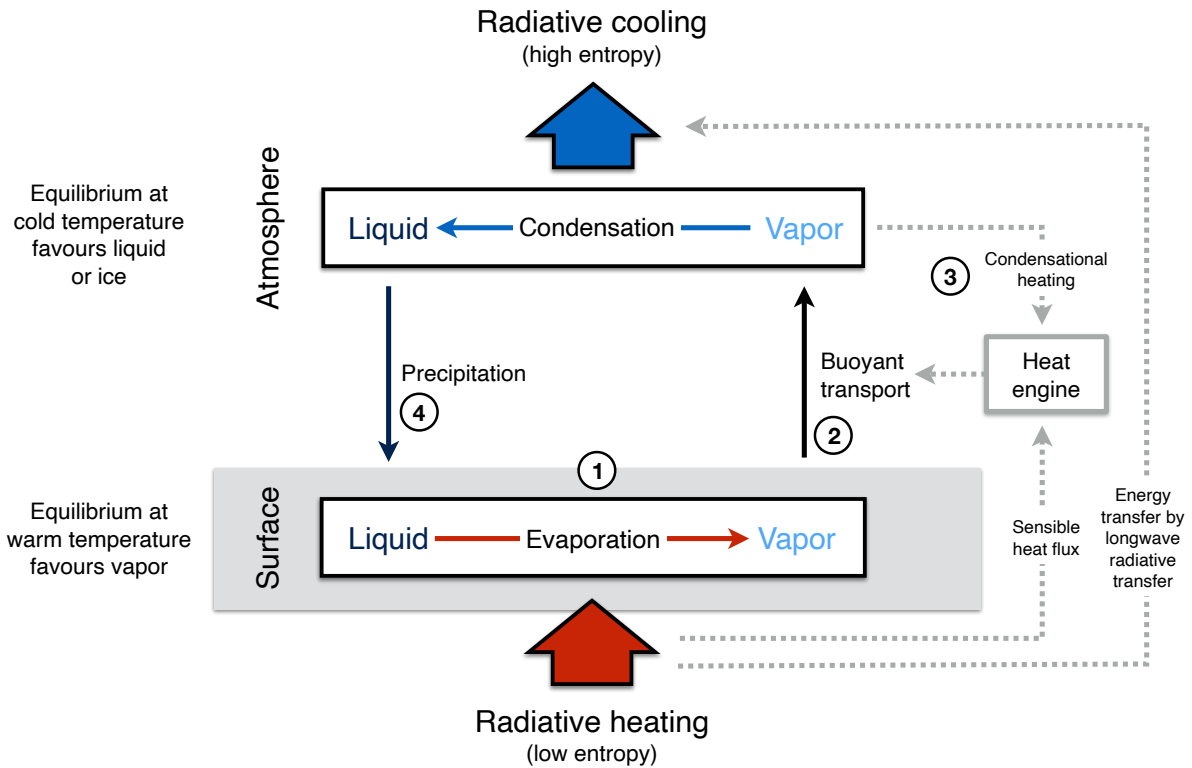 Radiative cooling
(high entropy)
Equilibrium at
cold temperature
favours liquid
or ice
Atmosphere
Liquid
Condensation
Vapor
3
Condensational
heating
Precipitation
4
Buoyant
transport
2
Heat
engine
1
Equilibrium at
warm temperature
favours vapor
Surface
Liquid
Evaporation
Vapor
Sensible
heat flux
Energy
transfer by
longwave
radiative
transfer
Radiative heating
(low entropy)